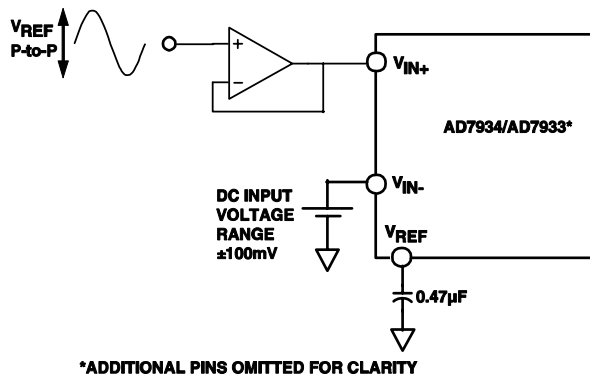 VREF
P-to-P
+
−
VIN+
AD7934/AD7933*
VIN-
DC INPUT
VOLTAGE
RANGE
±100mV
VREF
0.47µF
*ADDITIONAL PINS OMITTED FOR CLARITY